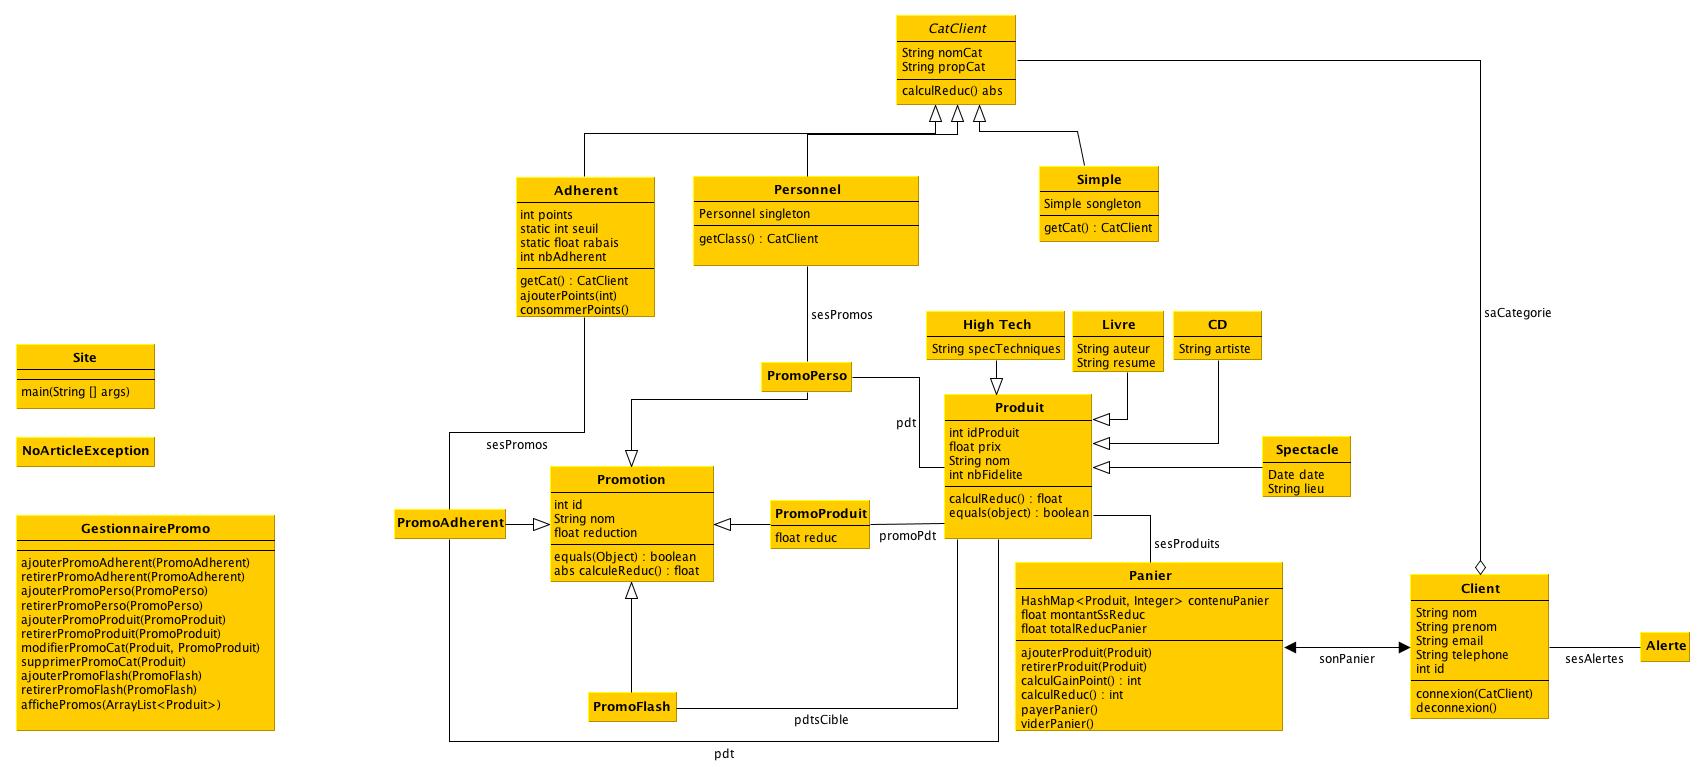 CatClient
String nomCat
String propCat
calculReduc() abs
Adherent
int points
static int seuil
static float rabais
int nbAdherent
getCat() : CatClient
ajouterPoints(int)
consommerPoints()
Personnel
Personnel singleton
getClass() : CatClient
Simple
Simple songleton
getCat() : CatClient
saCategorie
sesPromos
High Tech
String specTechniques
Livre
String auteur
String resume
CD
String artiste
Site
main(String [] args)
PromoPerso
pdt
Produit
int idProduit
float prix
String nom
int nbFidelite
calculReduc() : float
equals(object) : boolean
Spectacle
Date date
String lieu
NoArticleException
sesPromos
Promotion
int id
String nom
float reduction
equals(Object) : boolean
abs calculeReduc() : float
PromoAdherent
PromoProduit
float reduc
promoPdt
sesProduits
GestionnairePromo
ajouterPromoAdherent(PromoAdherent)
retirerPromoAdherent(PromoAdherent)
ajouterPromoPerso(PromoPerso)
retirerPromoPerso(PromoPerso)
ajouterPromoProduit(PromoProduit)
retirerPromoProduit(PromoProduit)
modifierPromoCat(Produit, PromoProduit)
supprimerPromoCat(Produit)
ajouterPromoFlash(PromoFlash)
retirerPromoFlash(PromoFlash)
affichePromos(ArrayList<Produit>)
Panier
HashMap<Produit, Integer> contenuPanier
float montantSsReduc
float totalReducPanier
ajouterProduit(Produit)
retirerProduit(Produit)
calculGainPoint() : int
calculReduc() : int
payerPanier()
viderPanier()
sonPanier
Client
String nom
String prenom
String email
String telephone
int id
connexion(CatClient)
deconnexion()
sesAlertes
Alerte
PromoFlash
pdtsCible
pdt